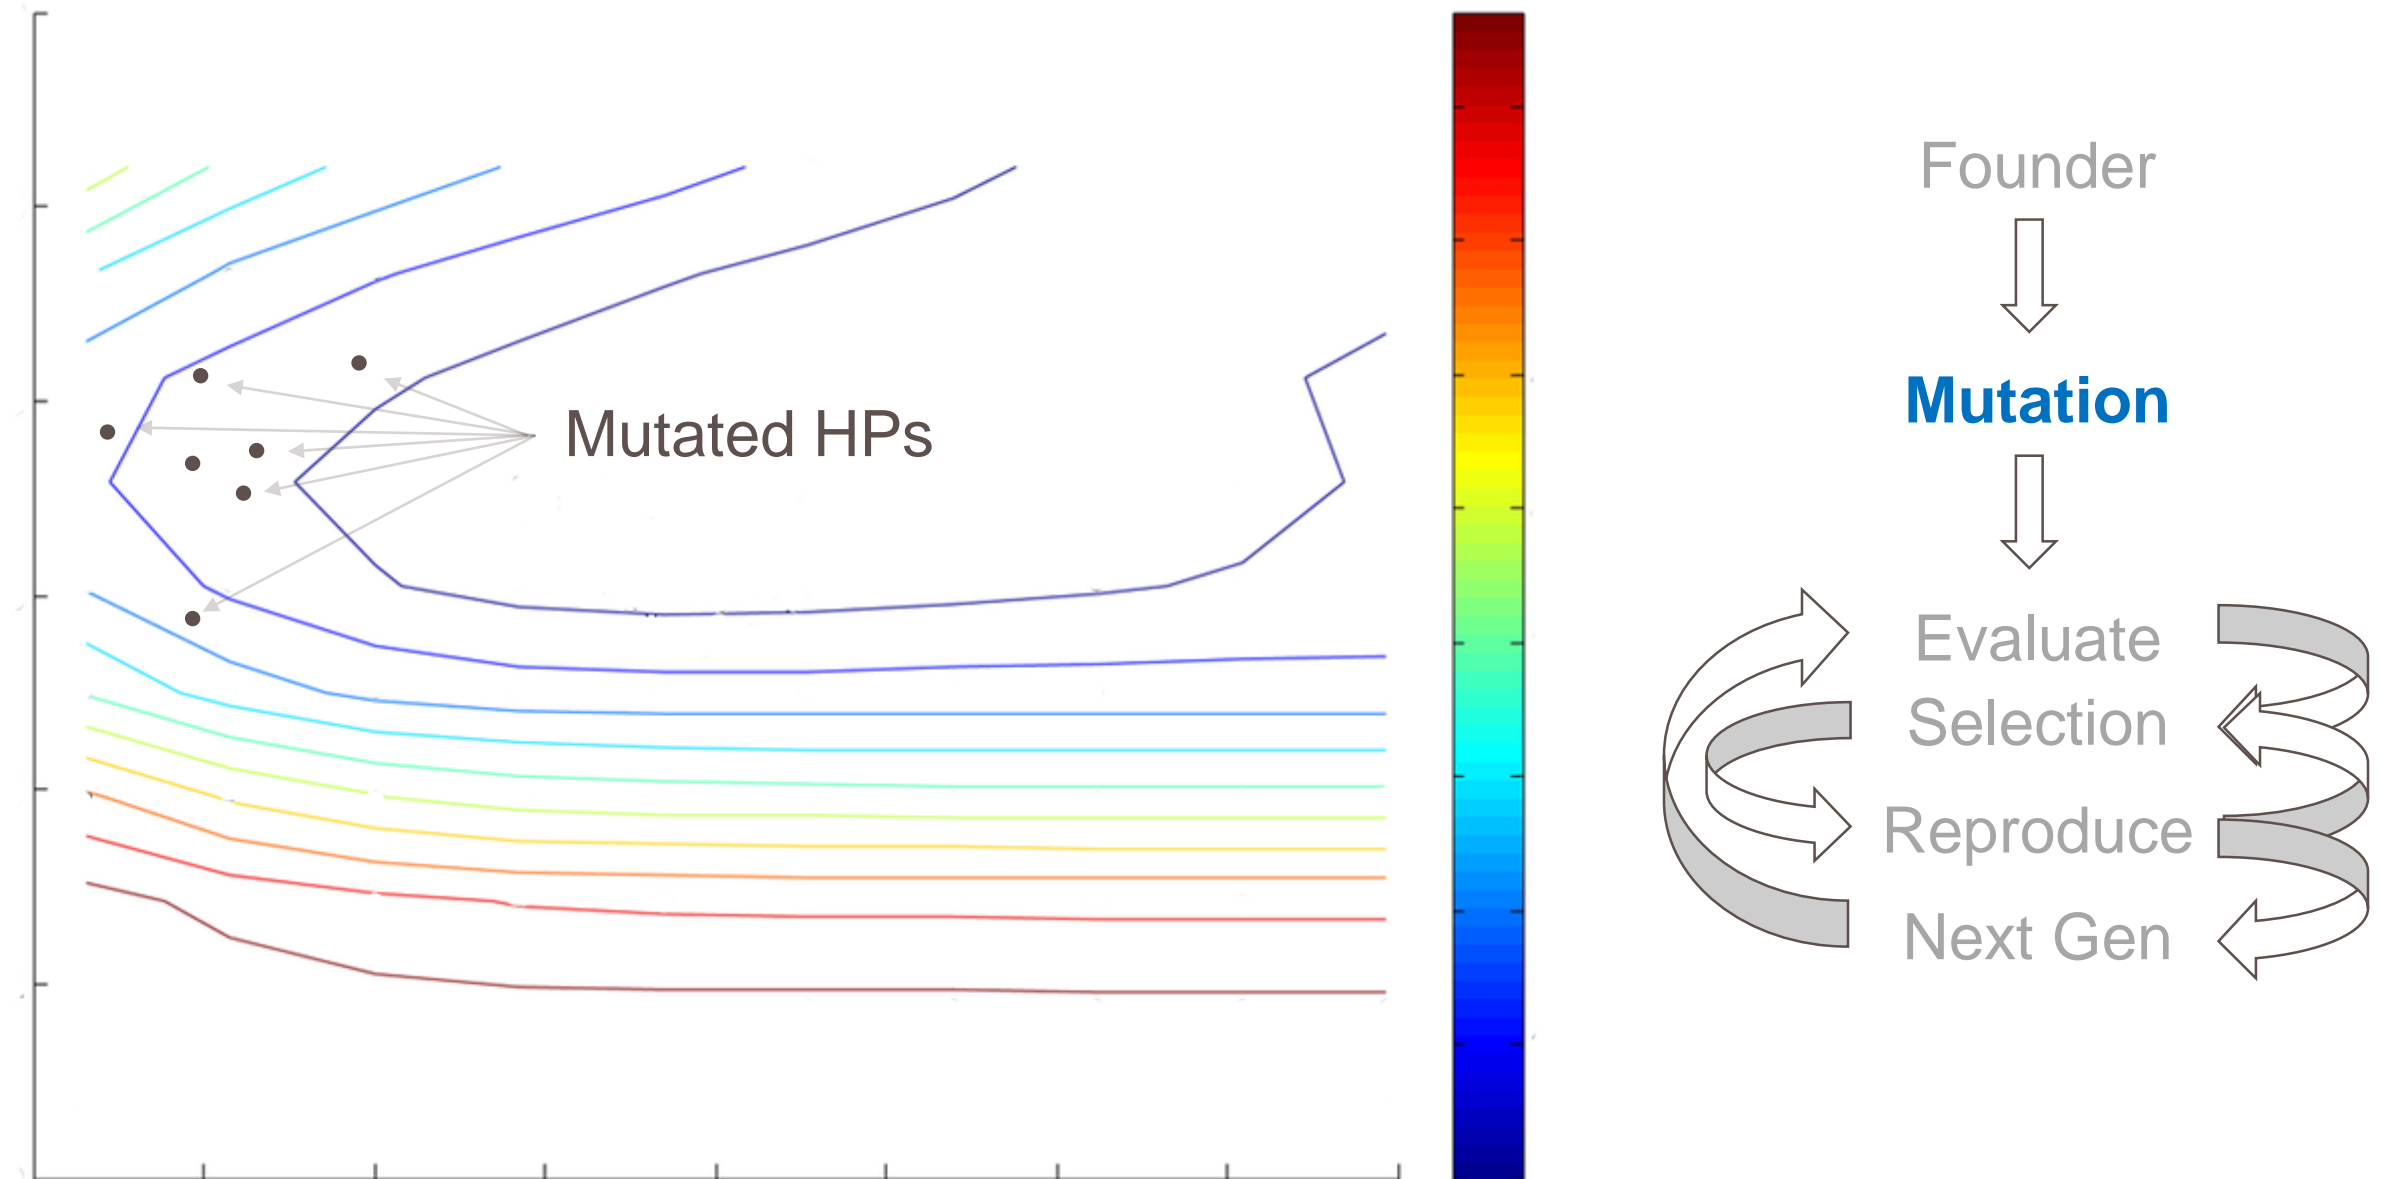 Mutated HPs
Founder
Mutation
Evaluate
Selection
Reproduce
Next Gen